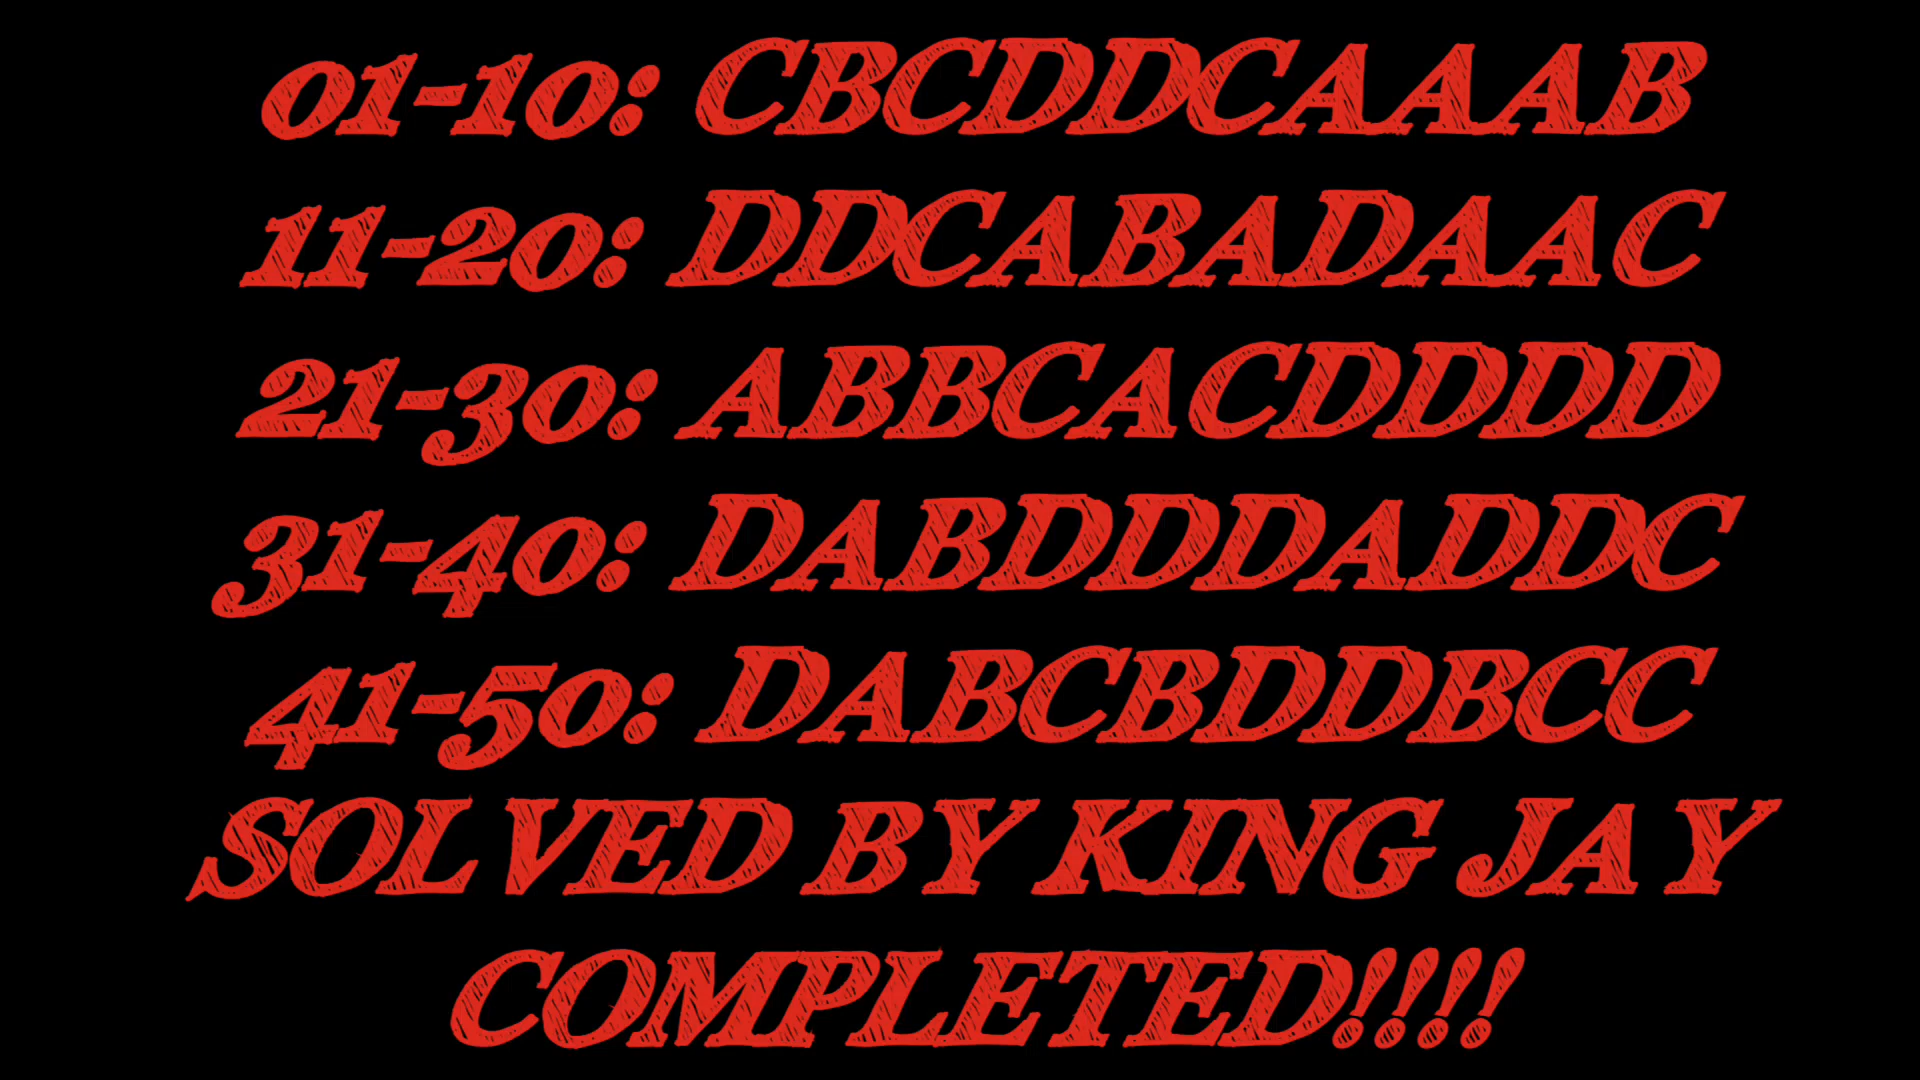 01-10: CBCDDCAAAB
11-20: DDCABADAAC
21-30: ABBCACDDDD
31-40: DABDDDADDC
41-50: DABCBDDBCC
SOLVED BY KING JAY
COMPLETED!!!!